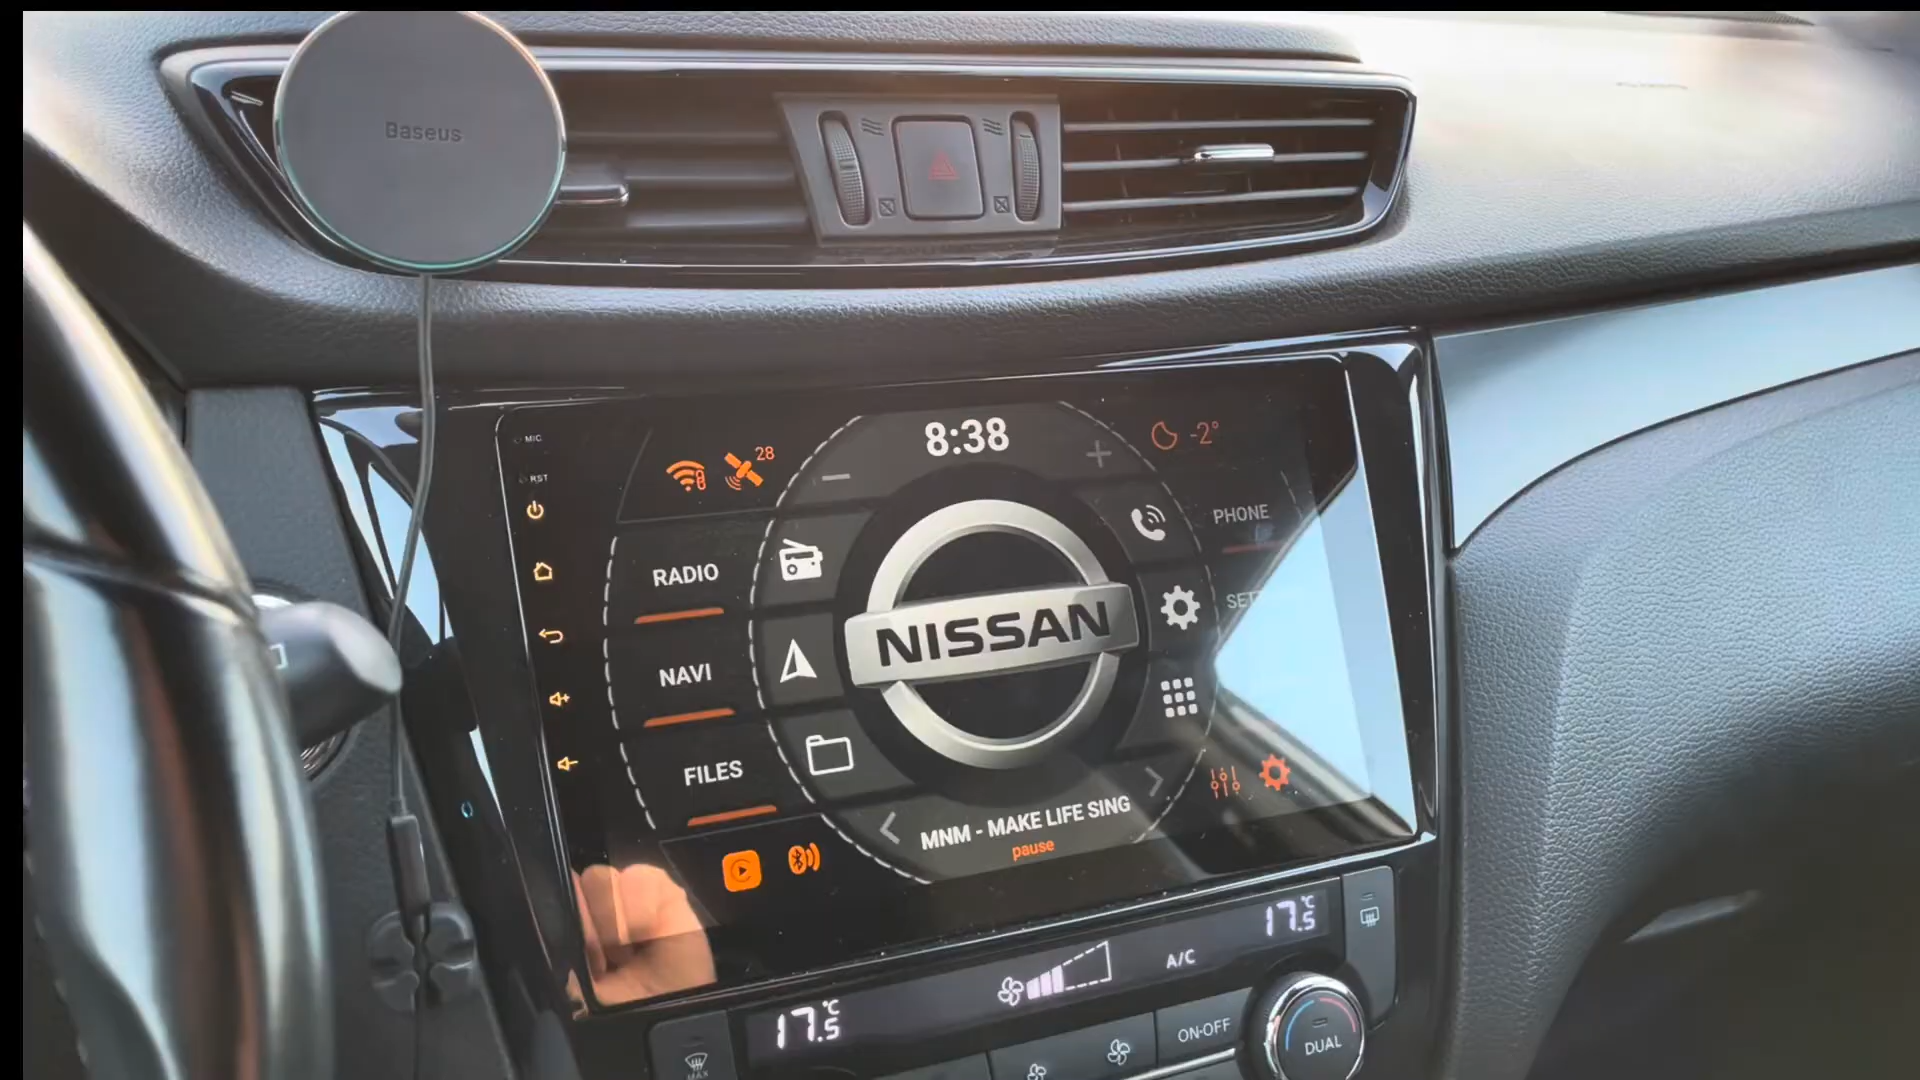 Baseus
MIC
RST
28
8:38
-2°
PHONE
RADIO
NISSAN
NAVI
FILES
MNM - MAKE LIFE SING
pause
17.5°C
A/C
17.5°C
MAX
ON·OFF
DUAL